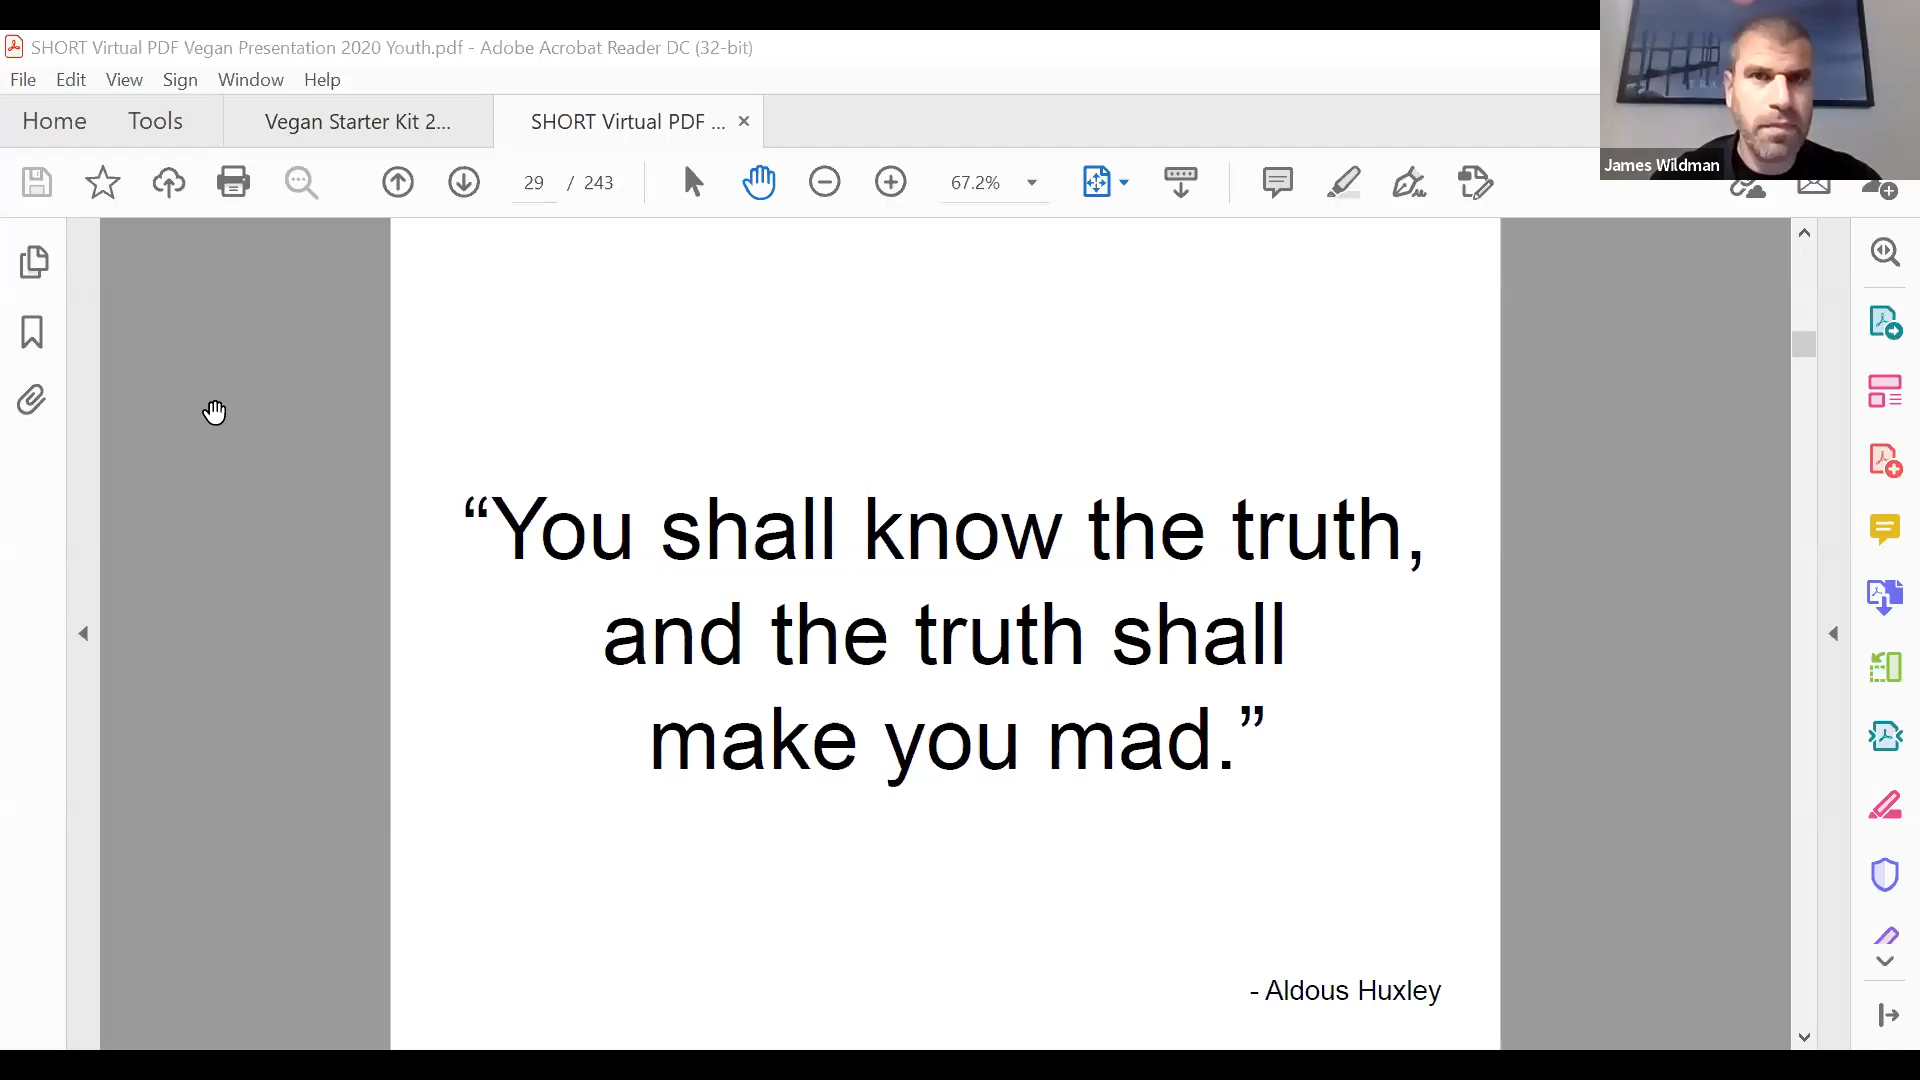 SHORT Virtual PDF Vegan Presentation 2020 Youth.pdf - Adobe Acrobat Reader DC (32-bit)
File Edit View Sign Window Help
Home Tools Vegan Starter Kit 2... SHORT Virtual PDF ... ×
29 / 243 67.2%
James Wildman
“You shall know the truth,
and the truth shall
make you mad.”
- Aldous Huxley